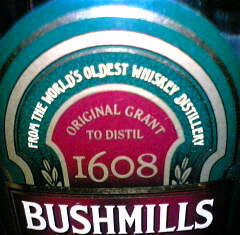 FROM THE WORLD'S OLDEST WHISKEY DISTILLERY
ORIGINAL GRANT
TO DISTIL
1608
BUSHMILLS